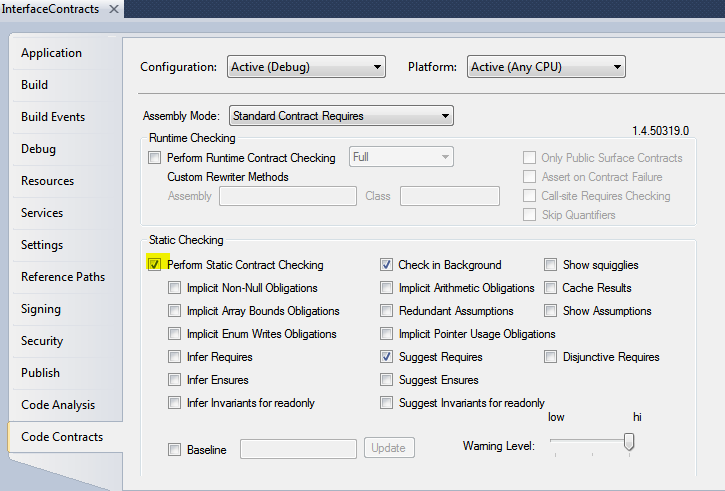 InterfaceContracts
Application
Build
Build Events
Debug
Resources
Services
Settings
Reference Paths
Signing
Security
Publish
Code Analysis
Code Contracts
Configuration: Active (Debug) Platform: Active (Any CPU)
Assembly Mode: Standard Contract Requires
1.4.50319.0
Runtime Checking
Perform Runtime Contract Checking Full Only Public Surface Contracts
Custom Rewriter Methods Assert on Contract Failure
Assembly Class Call-site Requires Checking
Skip Quantifiers
Static Checking
Perform Static Contract Checking Check in Background Show squigglies
Implicit Non-Null Obligations Implicit Arithmetic Obligations Cache Results
Implicit Array Bounds Obligations Redundant Assumptions Show Assumptions
Implicit Enum Writes Obligations Implicit Pointer Usage Obligations
Infer Requires Suggest Requires Disjunctive Requires
Infer Ensures Suggest Ensures
Infer Invariants for readonly Suggest Invariants for readonly
low hi
Baseline Update Warning Level: